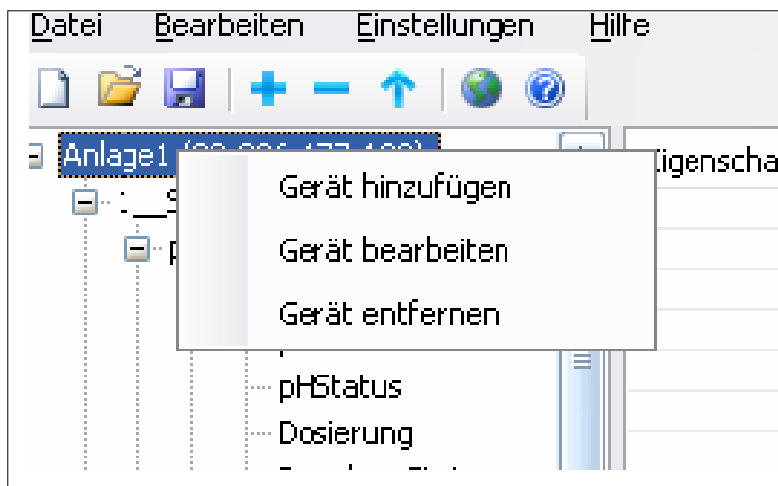 Datei Bearbeiten Einstellungen Hilfe
Anlage1
Gerät hinzufügen
Gerät bearbeiten
Gerät entfernen
pHStatus
Dosierung